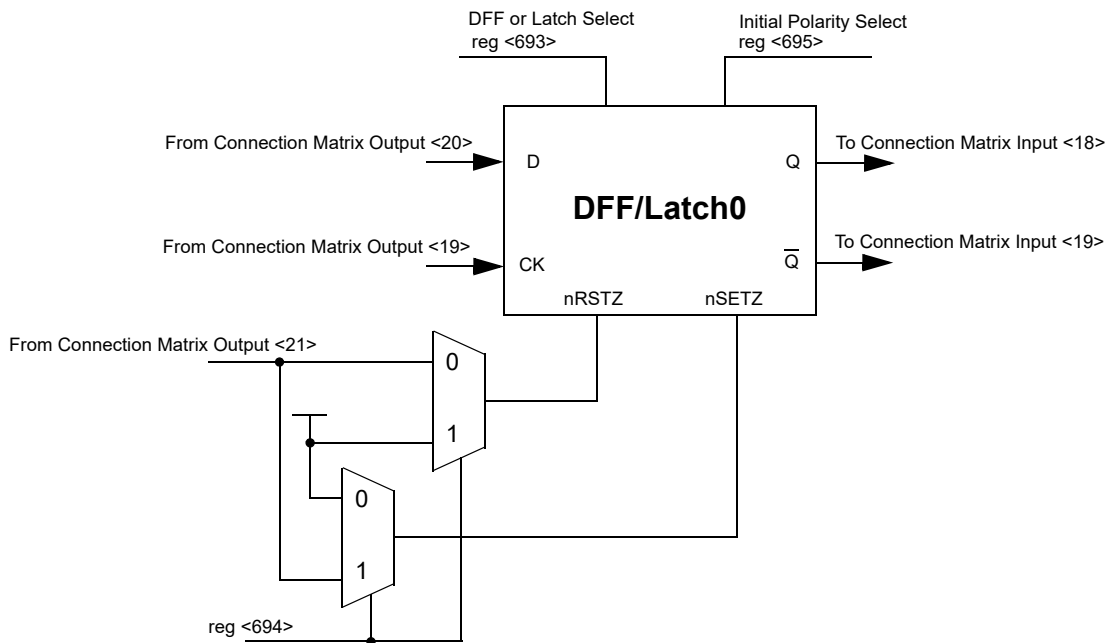 DFF or Latch Select
reg <693>
Initial Polarity Select
reg <695>
From Connection Matrix Output <20>
D
Q
To Connection Matrix Input <18>
DFF/Latch0
From Connection Matrix Output <19>
CK
Q̅
To Connection Matrix Input <19>
nRSTZ
nSETZ
From Connection Matrix Output <21>
0
1
0
1
reg <694>